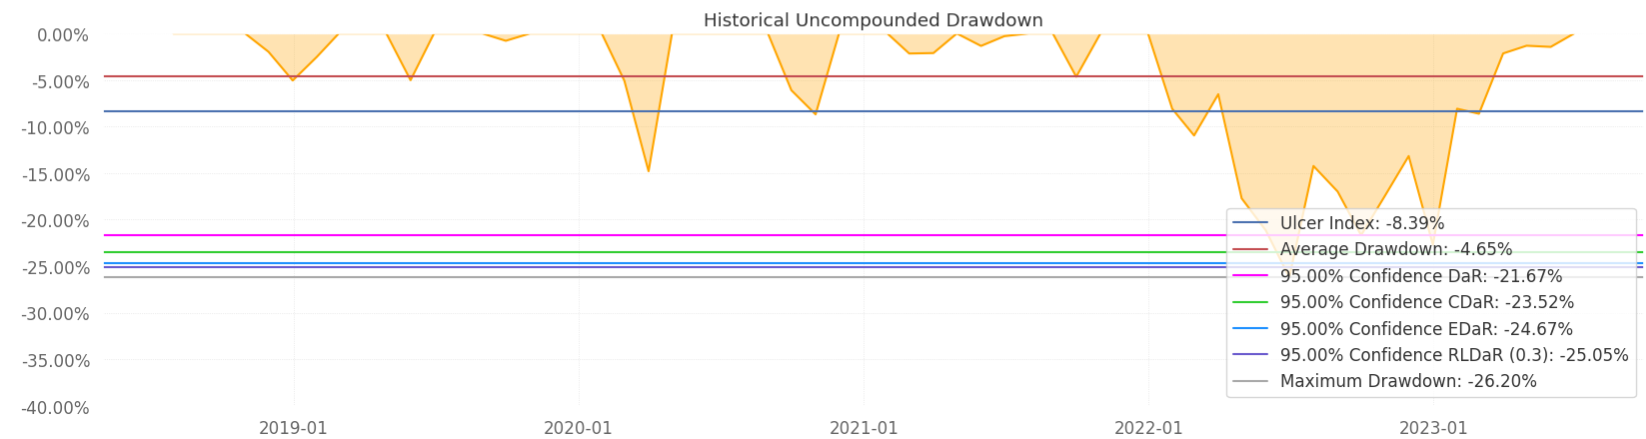 Historical Uncompounded Drawdown
0.00%
-5.00%
-10.00%
-15.00%
-20.00%
-25.00%
-30.00%
-35.00%
-40.00%
Ulcer Index: -8.39%
Average Drawdown: -4.65%
95.00% Confidence DaR: -21.67%
95.00% Confidence CDaR: -23.52%
95.00% Confidence EDaR: -24.67%
95.00% Confidence RLDaR (0.3): -25.05%
Maximum Drawdown: -26.20%
2019-01 2020-01 2021-01 2022-01 2023-01